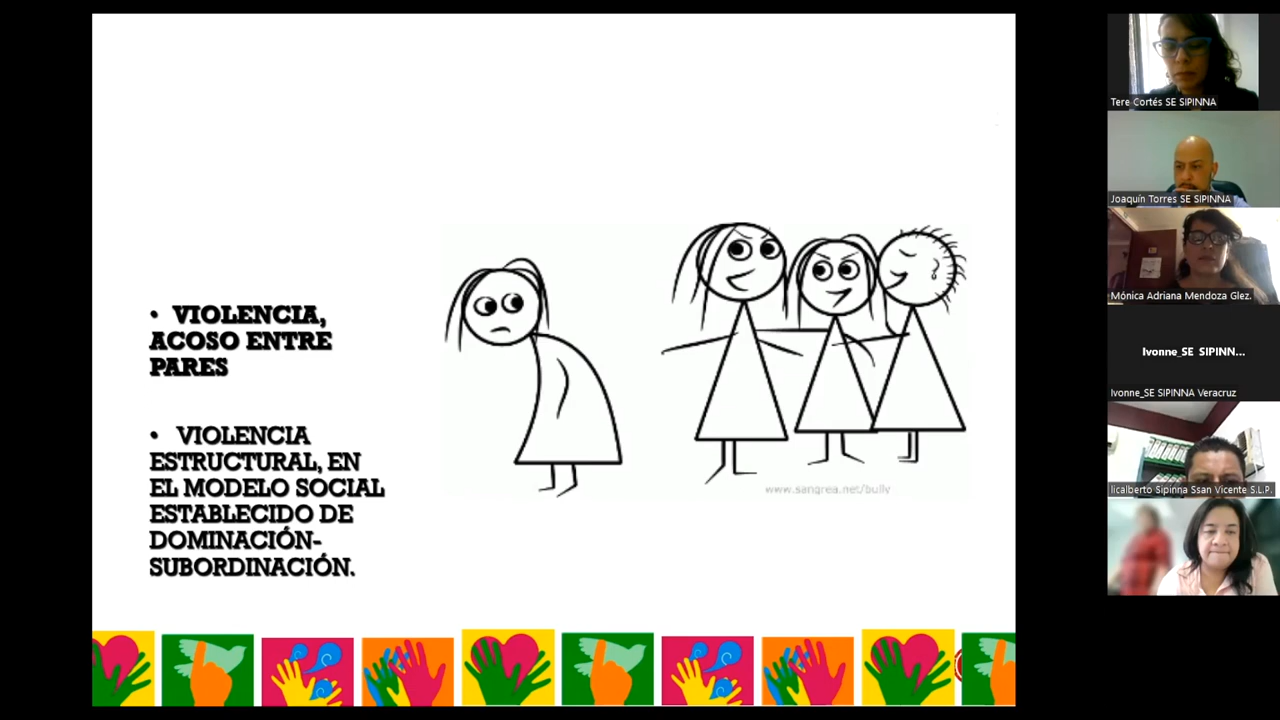 • VIOLENCIA,
ACOSO ENTRE
PARES
• VIOLENCIA
ESTRUCTURAL, EN
EL MODELO SOCIAL
ESTABLECIDO DE
DOMINACIÓN-
SUBORDINACIÓN.
www.sangrea.net/bully
Tere Cortés SE SIPINNA
Joaquín Torres SE SIPINNA
Mónica Adriana Mendoza Glez.
Ivonne_SE SIPINN...
Ivonne_SE SIPINNA Veracruz
licalberto Sipinna Ssan Vicente S.L.P.